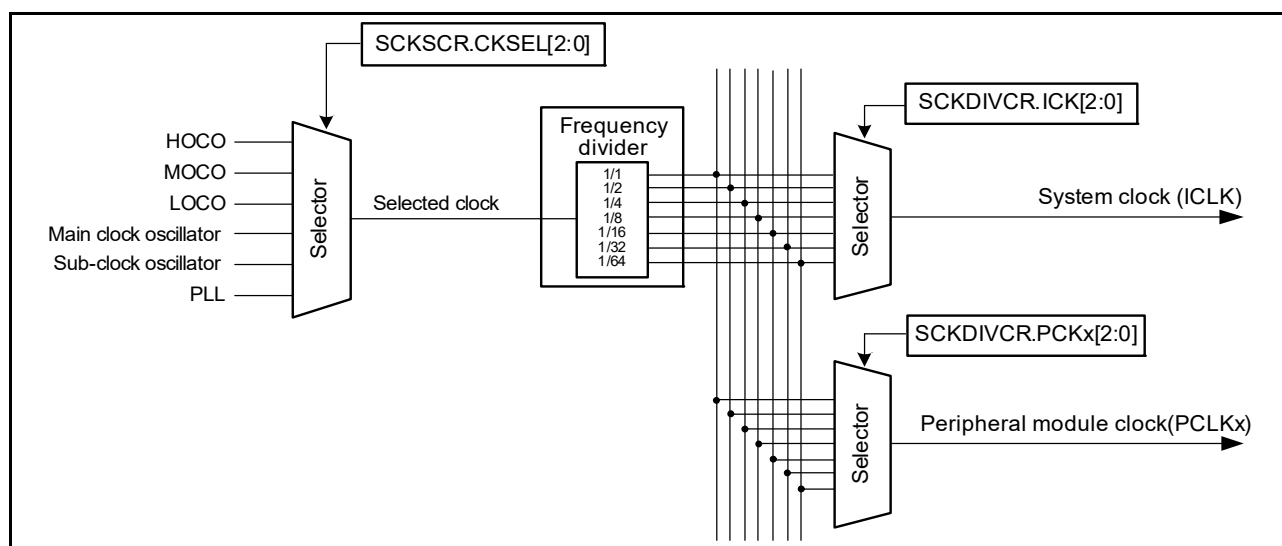 SCKSCR.CKSEL[2:0]
HOCO
MOCO
LOCO
Main clock oscillator
Sub-clock oscillator
PLL
Selector
Selected clock
Frequency
divider
1/1
1/2
1/4
1/8
1/16
1/32
1/64
SCKDIVCR.ICK[2:0]
Selector
System clock (ICLK)
SCKDIVCR.PCKx[2:0]
Selector
Peripheral module clock(PCLKx)